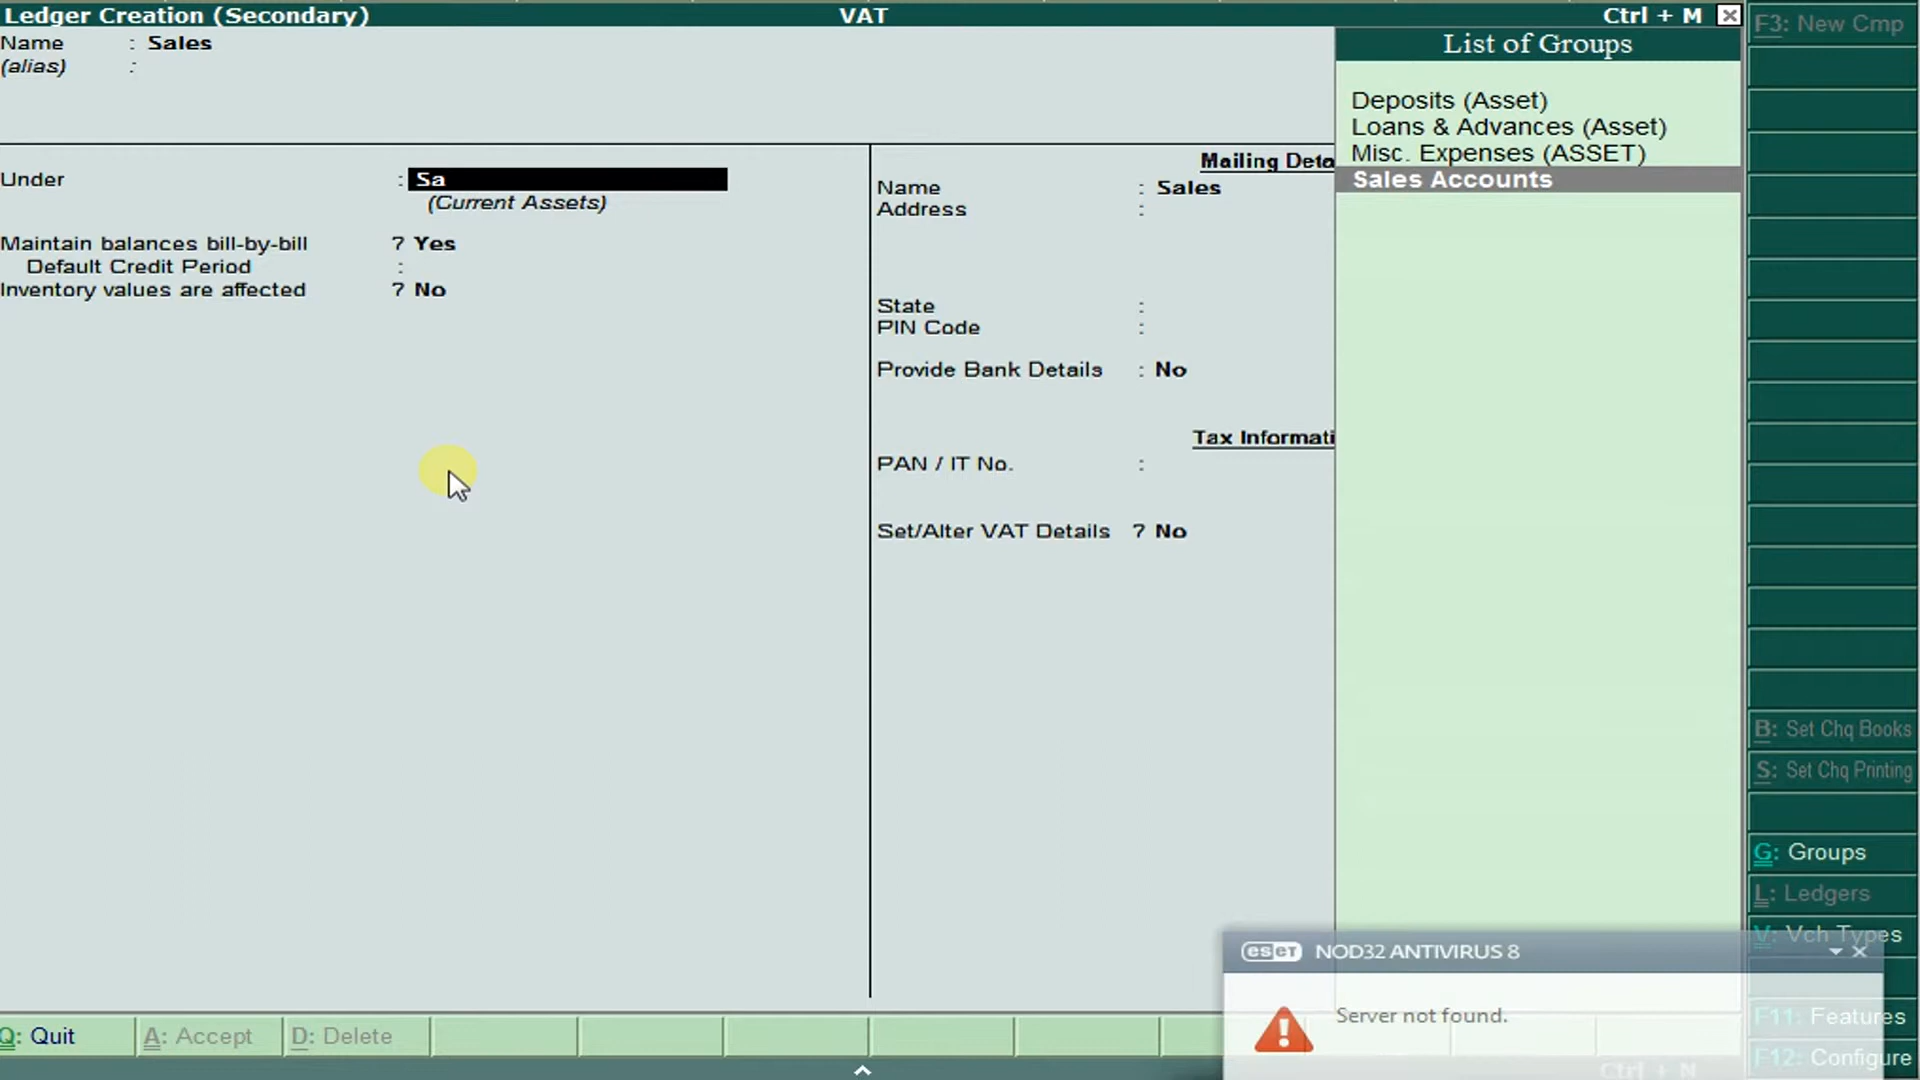 Ledger Creation (Secondary) VAT Ctrl + M
F3: New Cmp
Name : Sales
(alias) :
List of Groups
Deposits (Asset)
Loans & Advances (Asset)
Misc. Expenses (ASSET)
Sales Accounts
Under : Sa
(Current Assets)
Maintain balances bill-by-bill ? Yes
Default Credit Period :
Inventory values are affected ? No
Mailing Deta
Name : Sales
Address :
State :
PIN Code :
Provide Bank Details : No
Tax Informati
PAN / IT No. :
Set/Alter VAT Details ? No
B: Set Chq Books
S: Set Chq Printing
G: Groups
L: Ledgers
V: Vch Types
F11: Features
F12: Configure
eset NOD32 ANTIVIRUS 8
Server not found.
Q: Quit
A: Accept
D: Delete
Ctrl + N